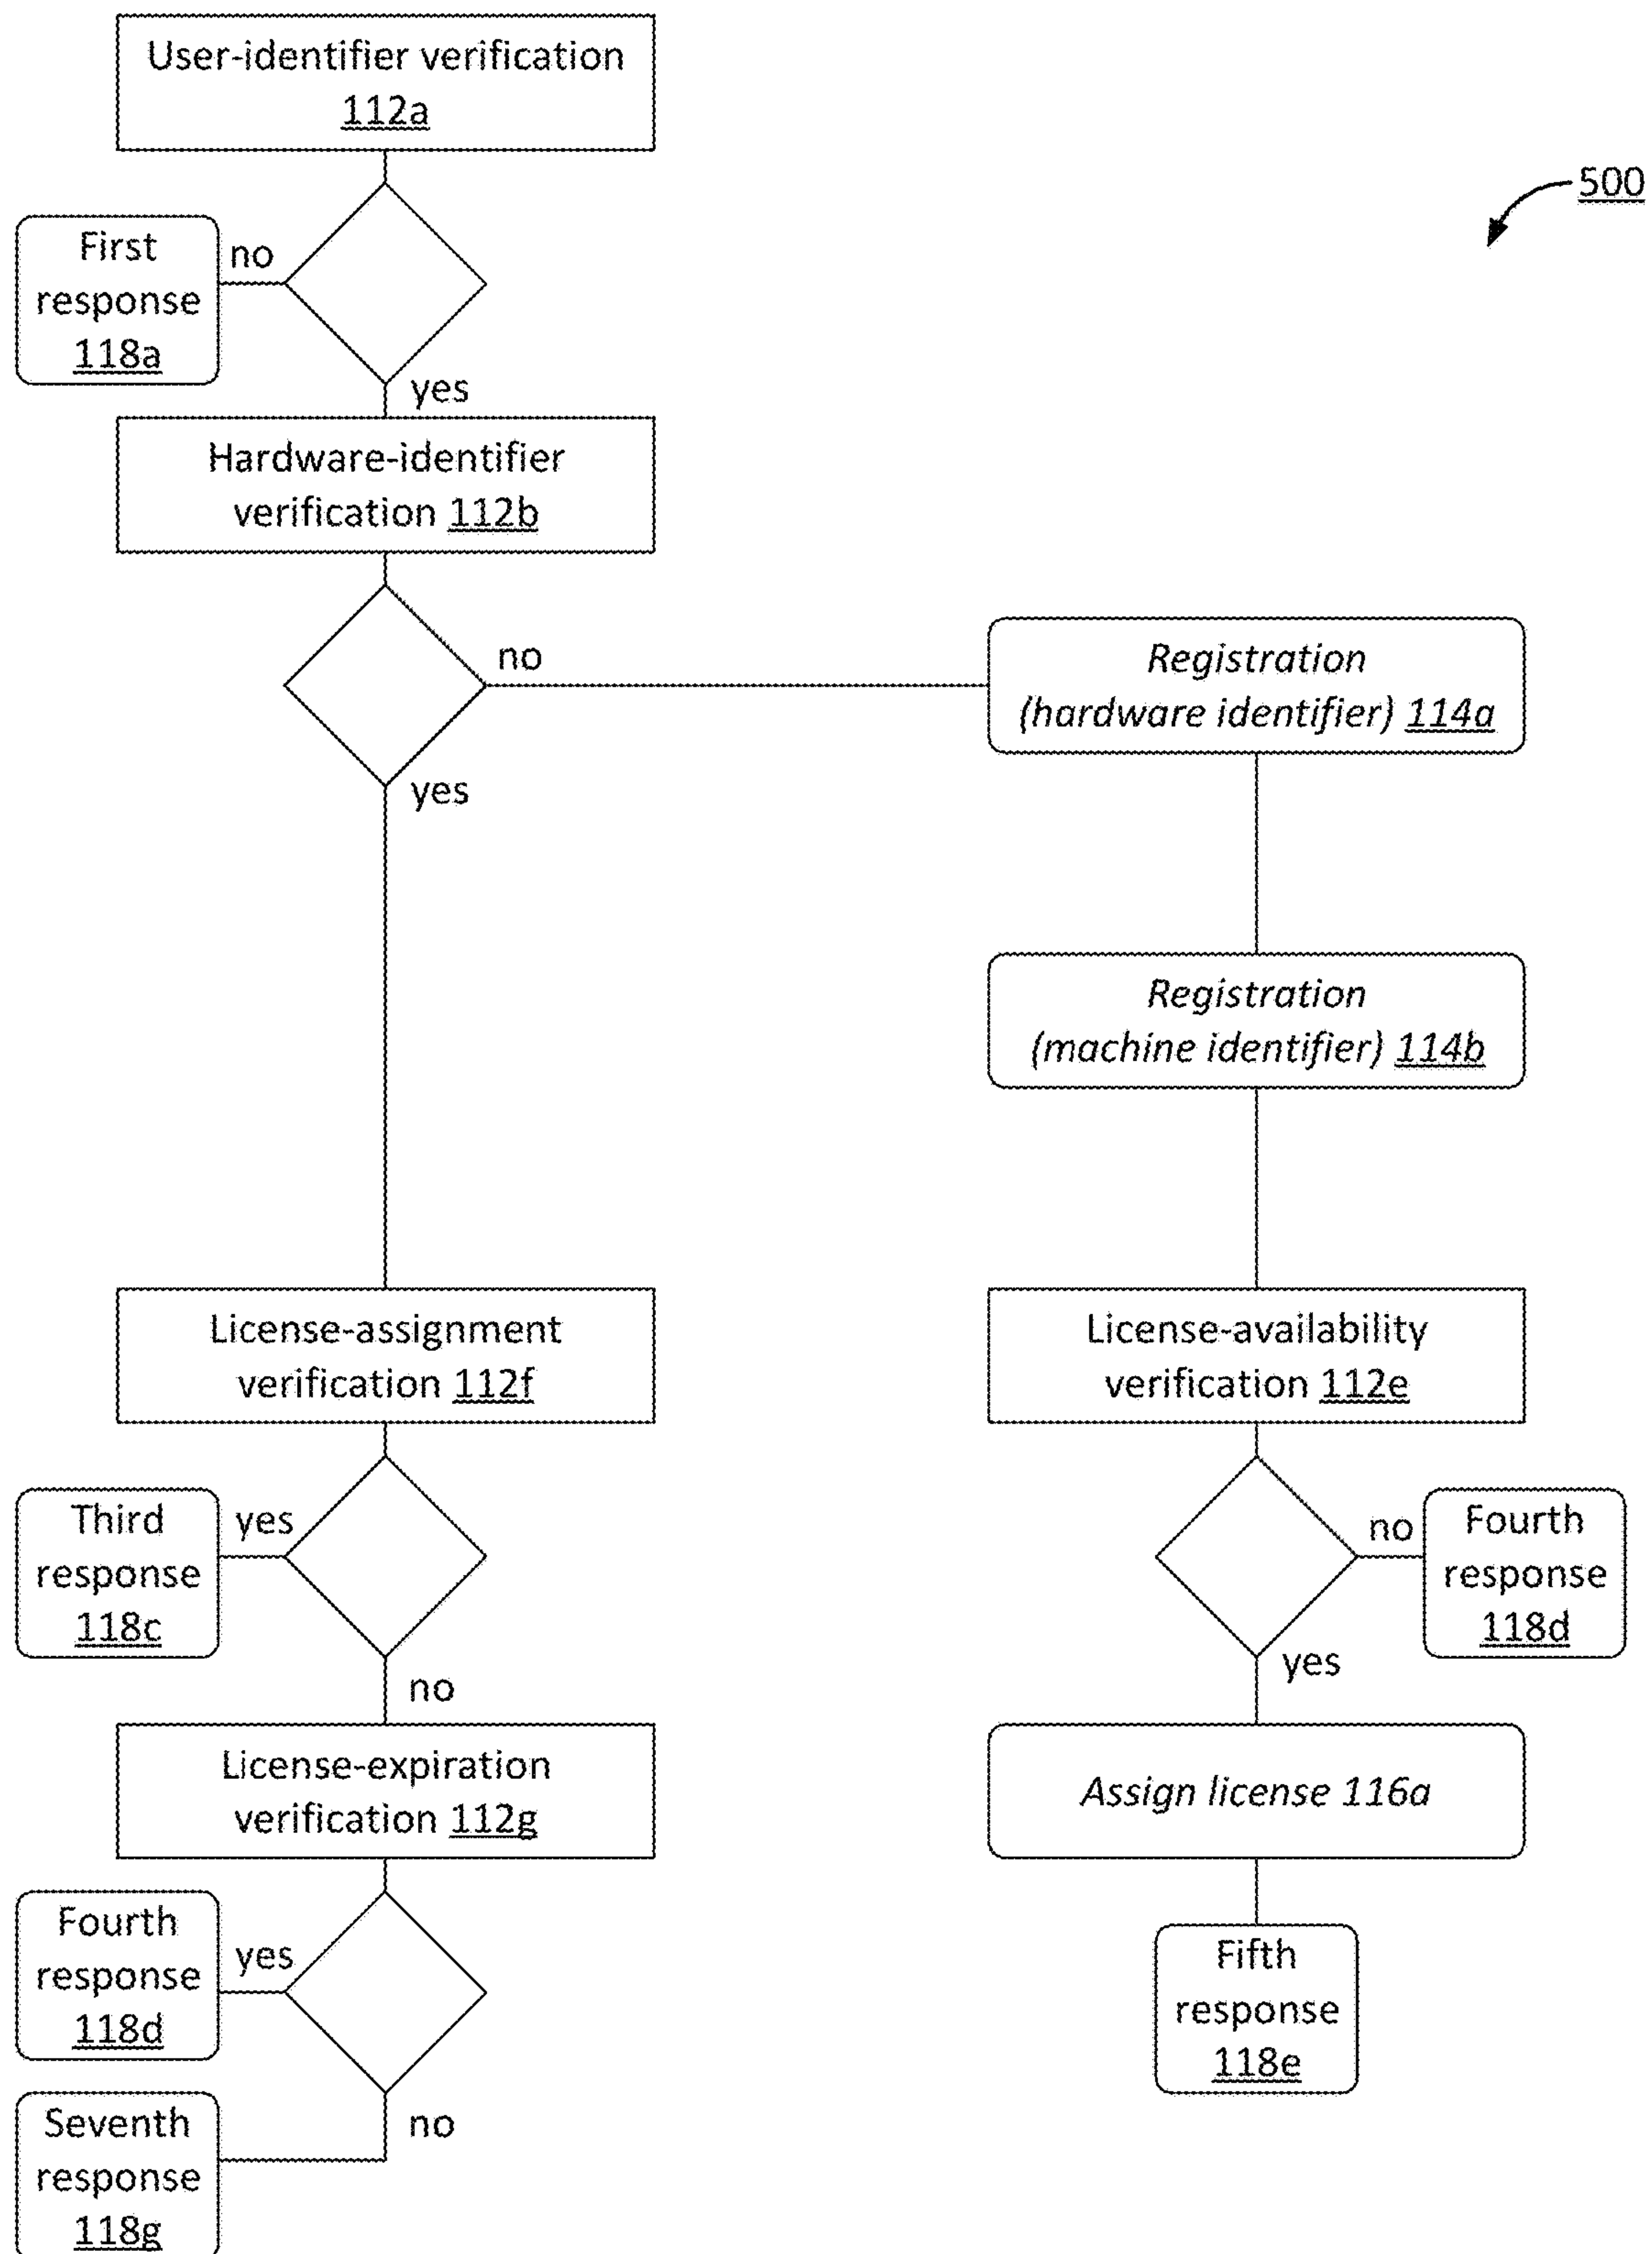 User-identifier verification
112a
500
First
response
118a
no
yes
Hardware-identifier
verification 112b
no
yes
Registration
(hardware identifier) 114a
Registration
(machine identifier) 114b
License-assignment
verification 112f
License-availability
verification 112e
Third
response
118c
yes
no
no
Fourth
response
118d
yes
License-expiration
verification 112g
Assign license 116a
Fourth
response
118d
yes
no
Fifth
response
118e
Seventh
response
118g